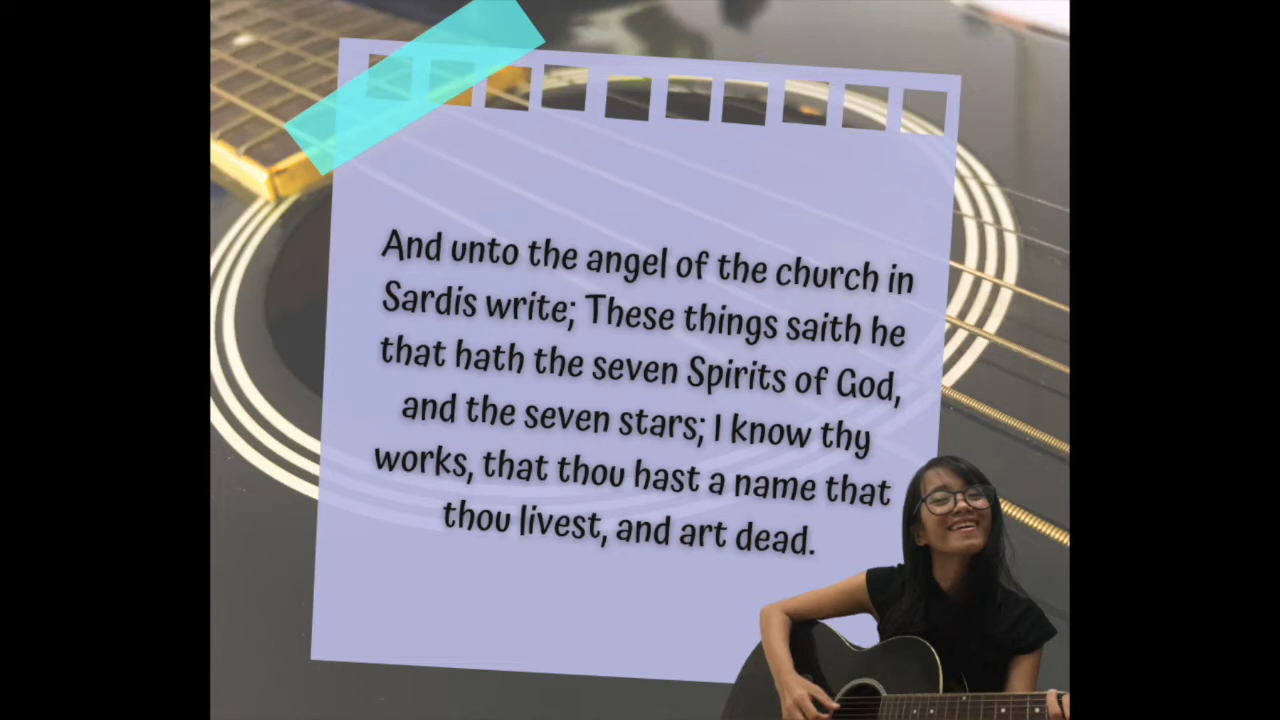 And unto the angel of the church in
Sardis write; These things saith he
that hath the seven Spirits of God,
and the seven stars; I know thy
works, that thou hast a name that
thou livest, and art dead.